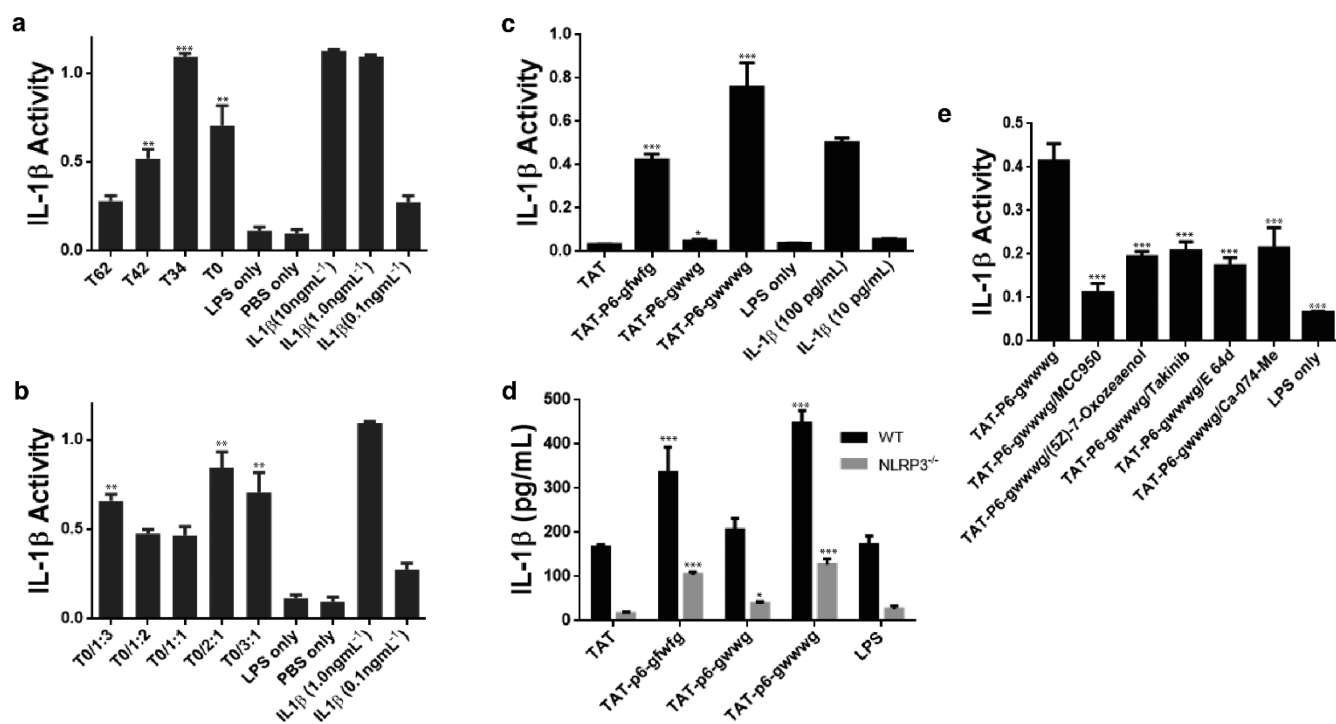 a
IL-1β Activity
1.0
0.5
0.0
**
***
**
T62
T42
T34
T0
LPS only
PBS only
IL1β(10ngmL⁻¹)
IL1β(1.0ngmL⁻¹)
IL1β(0.1ngmL⁻¹)
b
IL-1β Activity
1.0
0.5
0.0
**
**
**
T0/1:3
T0/1:2
T0/1:1
T0/2:1
T0/3:1
LPS only
PBS only
IL1β (1.0ngmL⁻¹)
IL1β (0.1ngmL⁻¹)
c
IL-1β Activity
1.0
0.8
0.6
0.4
0.2
0.0
***
*
***
TAT
TAT-P6-gfwfg
TAT-P6-gwwg
TAT-P6-gwwwg
LPS only
IL-1β (100 pg/mL)
IL-1β (10 pg/mL)
d
IL-1β (pg/mL)
500
400
300
200
100
0
***
***
*
***
***
WT
NLRP3-/-
TAT
TAT-p6-gfwfg
TAT-p6-gwwg
TAT-p6-gwwwg
LPS
e
IL-1β Activity
0.5
0.4
0.3
0.2
0.1
0.0
***
***
***
***
***
***
TAT-P6-gwwwg
TAT-P6-gwwwg/MCC950
TAT-P6-gwwwg/(5Z)-7-Oxozeaenol
TAT-P6-gwwwg/Takinib
TAT-P6-gwwwg/E 64d
TAT-P6-gwwwg/Ca-074-Me
LPS only